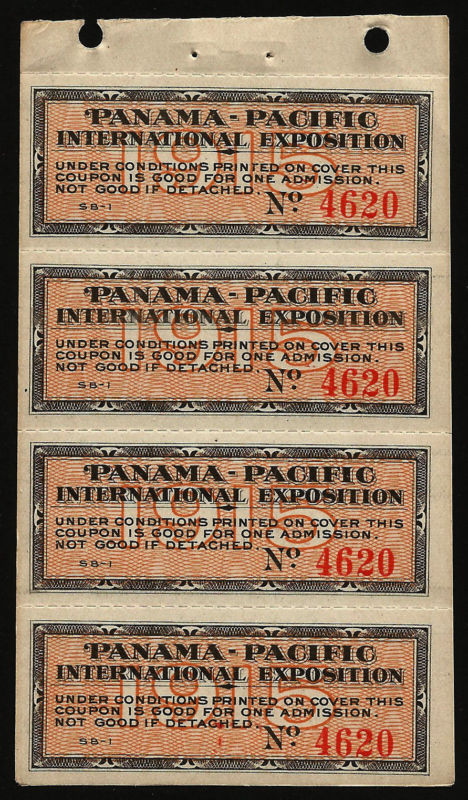 PANAMA-PACIFIC
INTERNATIONAL EXPOSITION
1915
UNDER CONDITIONS PRINTED ON COVER THIS
COUPON IS GOOD FOR ONE ADMISSION.
NOT GOOD IF DETACHED. No. 4620
SB-1
PANAMA-PACIFIC
INTERNATIONAL EXPOSITION
1915
UNDER CONDITIONS PRINTED ON COVER THIS
COUPON IS GOOD FOR ONE ADMISSION.
NOT GOOD IF DETACHED. No. 4620
SB-1
PANAMA-PACIFIC
INTERNATIONAL EXPOSITION
1915
UNDER CONDITIONS PRINTED ON COVER THIS
COUPON IS GOOD FOR ONE ADMISSION.
NOT GOOD IF DETACHED. No. 4620
SB-1
PANAMA-PACIFIC
INTERNATIONAL EXPOSITION
1915
UNDER CONDITIONS PRINTED ON COVER THIS
COUPON IS GOOD FOR ONE ADMISSION.
NOT GOOD IF DETACHED. No. 4620
SB-1